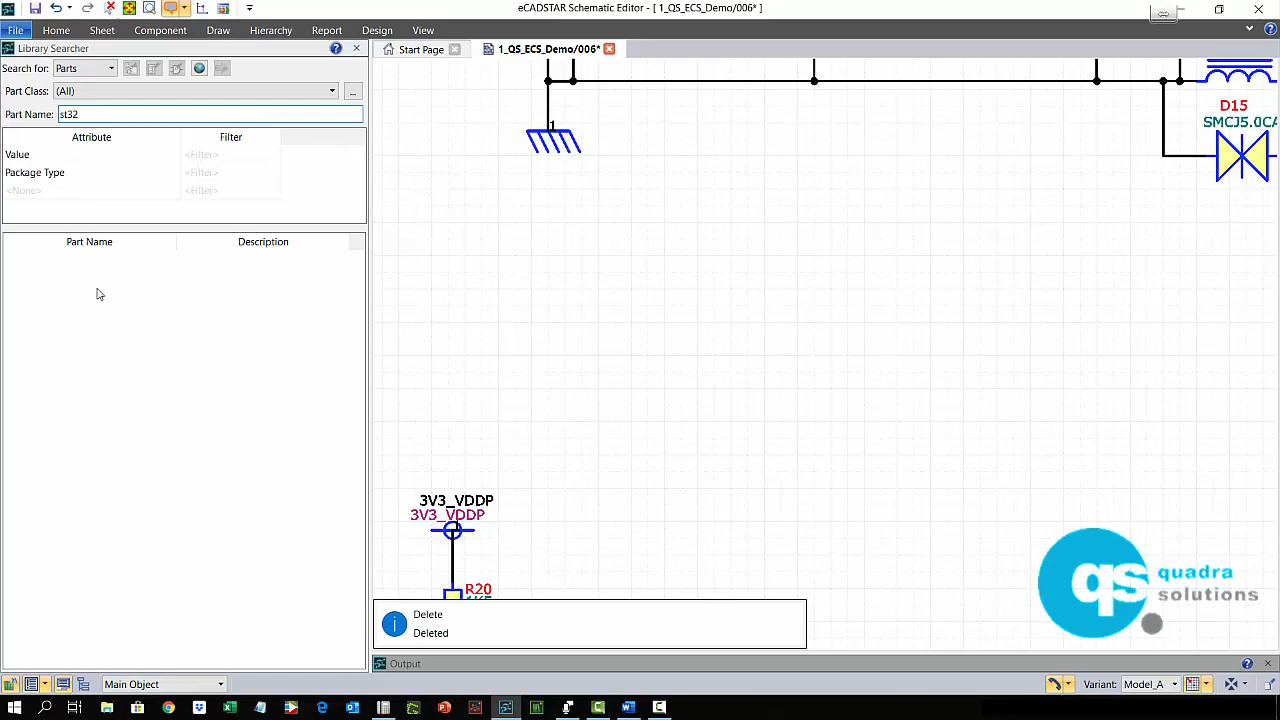 eCADSTAR Schematic Editor - [ 1_QS_ECS_Demo/006* ]
File Home Sheet Component Draw Hierarchy Report Design View
Library Searcher
Start Page
1_QS_ECS_Demo/006*
Search for: Parts
Part Class: (All)
...
Part Name: st32
Attribute Filter
Value <Filter>
Package Type <Filter>
<None> <Filter>
Part Name Description
1
D15
SMCJ5.0CA
3V3_VDDP
3V3_VDDP
R20
Delete
Deleted
qs quadra
solutions
Output
Main Object
Variant: Model_A